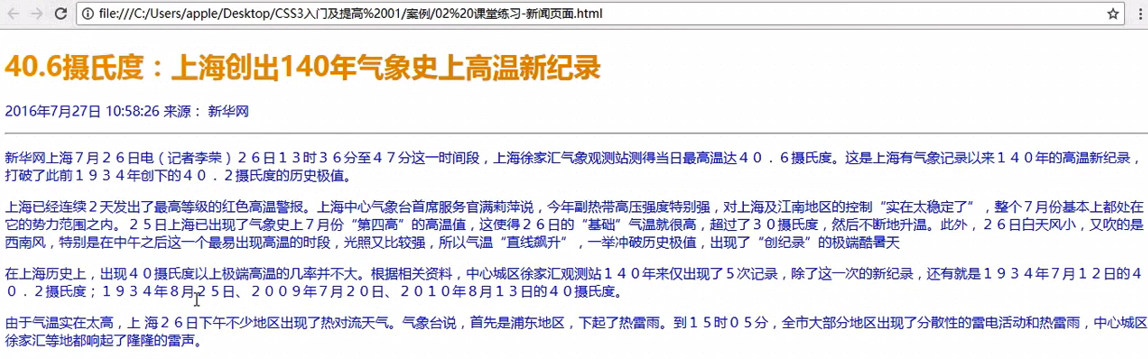 file:///C:/Users/apple/Desktop/CSS3入门及提高%2001/案例/02%20课堂练习-新闻页面.html
40.6摄氏度：上海创出140年气象史上高温新纪录
2016年7月27日 10:58:26 来源： 新华网
新华网上海７月２６日电（记者李荣）２６日１３时３６分至４７分这一时间段，上海徐家汇气象观测站测得当日最高温达４０．６摄氏度。这是上海有气象记录以来１４０年的高温新纪录，
打破了此前１９３４年创下的４０．２摄氏度的历史极值。
上海已经连续２天发出了最高等级的红色高温警报。上海中心气象台首席服务官满莉萍说，今年副热带高压强度特别强，对上海及江南地区的控制“实在太稳定了”，整个７月份基本上都处在
它的势力范围之内。２５日上海已出现了气象史上７月份“第四高”的高温值，这使得２６日的“基础”气温就很高，超过了３０摄氏度，然后不断地升温。此外，２６日白天风小，又吹的是
西南风，特别是在中午之后这一个最易出现高温的时段，光照又比较强，所以气温“直线飙升”，一举冲破历史极值，出现了“创纪录”的极端酷暑天
在上海历史上，出现４０摄氏度以上极端高温的几率并不大。根据相关资料，中心城区徐家汇观测站１４０年来仅出现了５次记录，除了这一次的新纪录，还有就是１９３４年７月１２日的４
０．２摄氏度；１９３４年８月２５日、２００９年７月２０日、２０１０年８月１３日的４０摄氏度。
由于气温实在太高，上 海２６日下午不少地区出现了热对流天气。气象台说，首先是浦东地区，下起了热雷雨。到１５时０５分，全市大部分地区出现了分散性的雷电活动和热雷雨，中心城区
徐家汇等地都响起了隆隆的雷声。